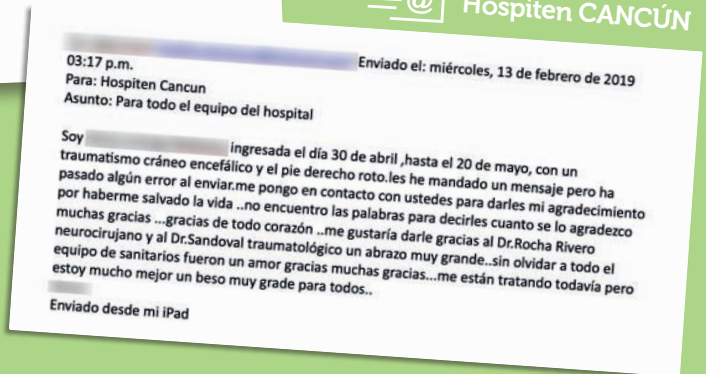 @ Hospiten CANCÚN
Enviado el: miércoles, 13 de febrero de 2019
03:17 p.m.
Para: Hospiten Cancun
Asunto: Para todo el equipo del hospital
Soy ingresada el día 30 de abril ,hasta el 20 de mayo, con un
traumatismo cráneo encefálico y el pie derecho roto.les he mandado un mensaje pero ha
pasado algún error al enviar.me pongo en contacto con ustedes para darles mi agradecimiento
por haberme salvado la vida ..no encuentro las palabras para decirles cuanto se lo agradezco
muchas gracias ...gracias de todo corazón ..me gustaría darle gracias al Dr.Rocha Rivero
neurocirujano y al Dr.Sandoval traumatológico un abrazo muy grande..sin olvidar a todo el
equipo de sanitarios fueron un amor gracias muchas gracias...me están tratando todavía pero
estoy mucho mejor un beso muy grade para todos..
Enviado desde mi iPad